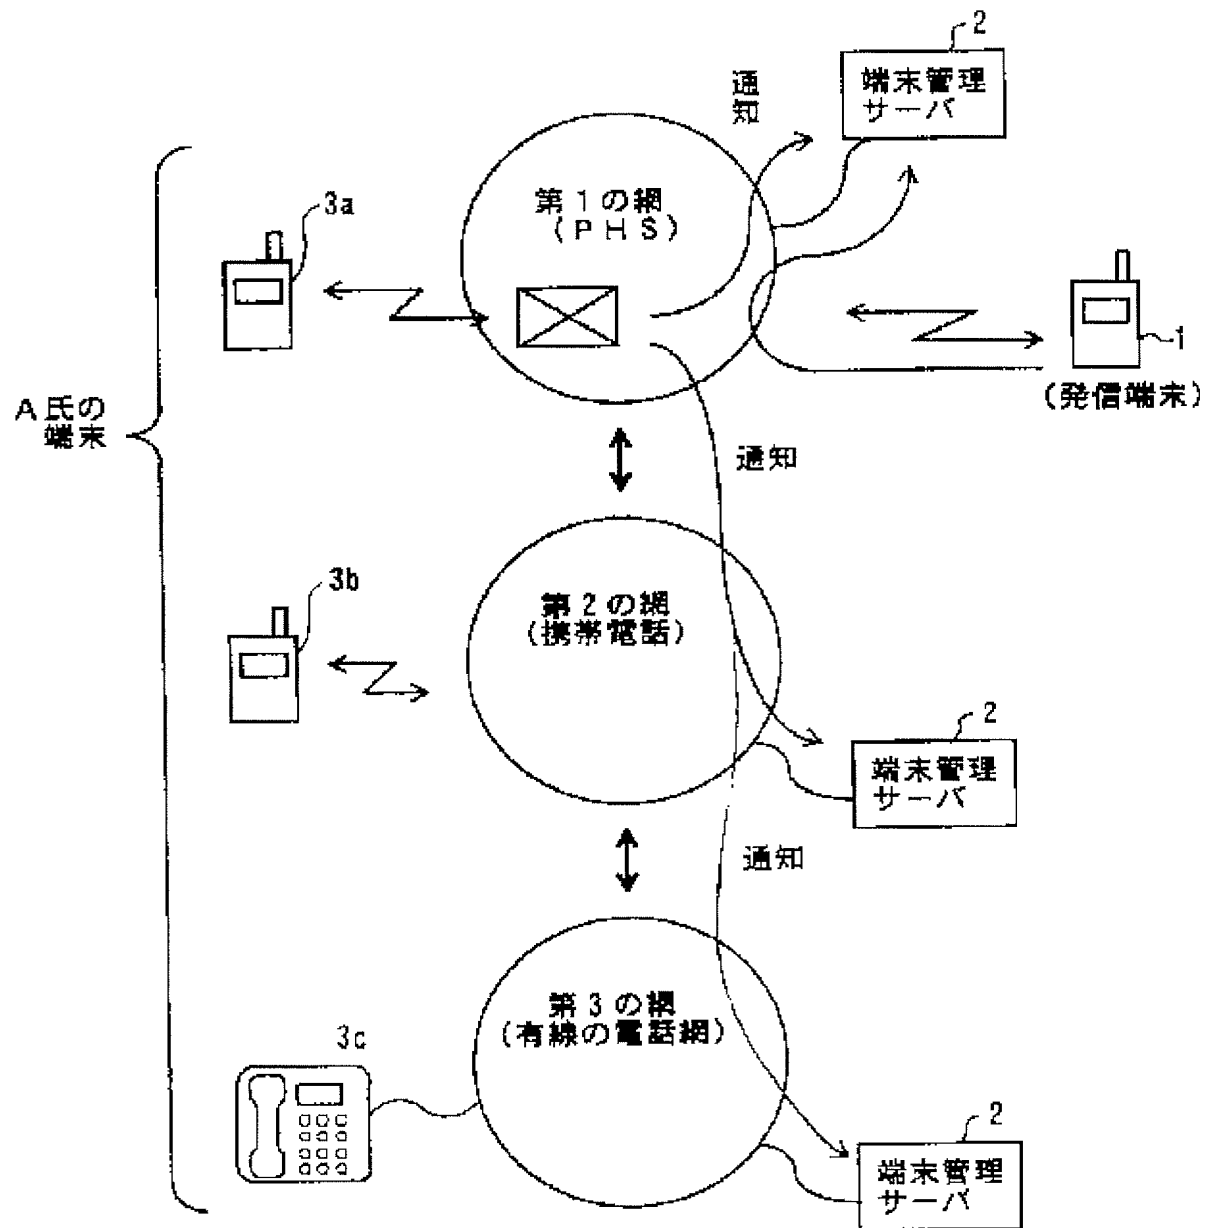 2
端末管理
サーバ
通
知
第1の網
(PHS)
3a
1
(発信端末)
A氏の
端末
通知
3b
第2の網
(携帯電話)
2
端末管理
サーバ
通知
第3の網
(有線の電話網)
3c
2
端末管理
サーバ